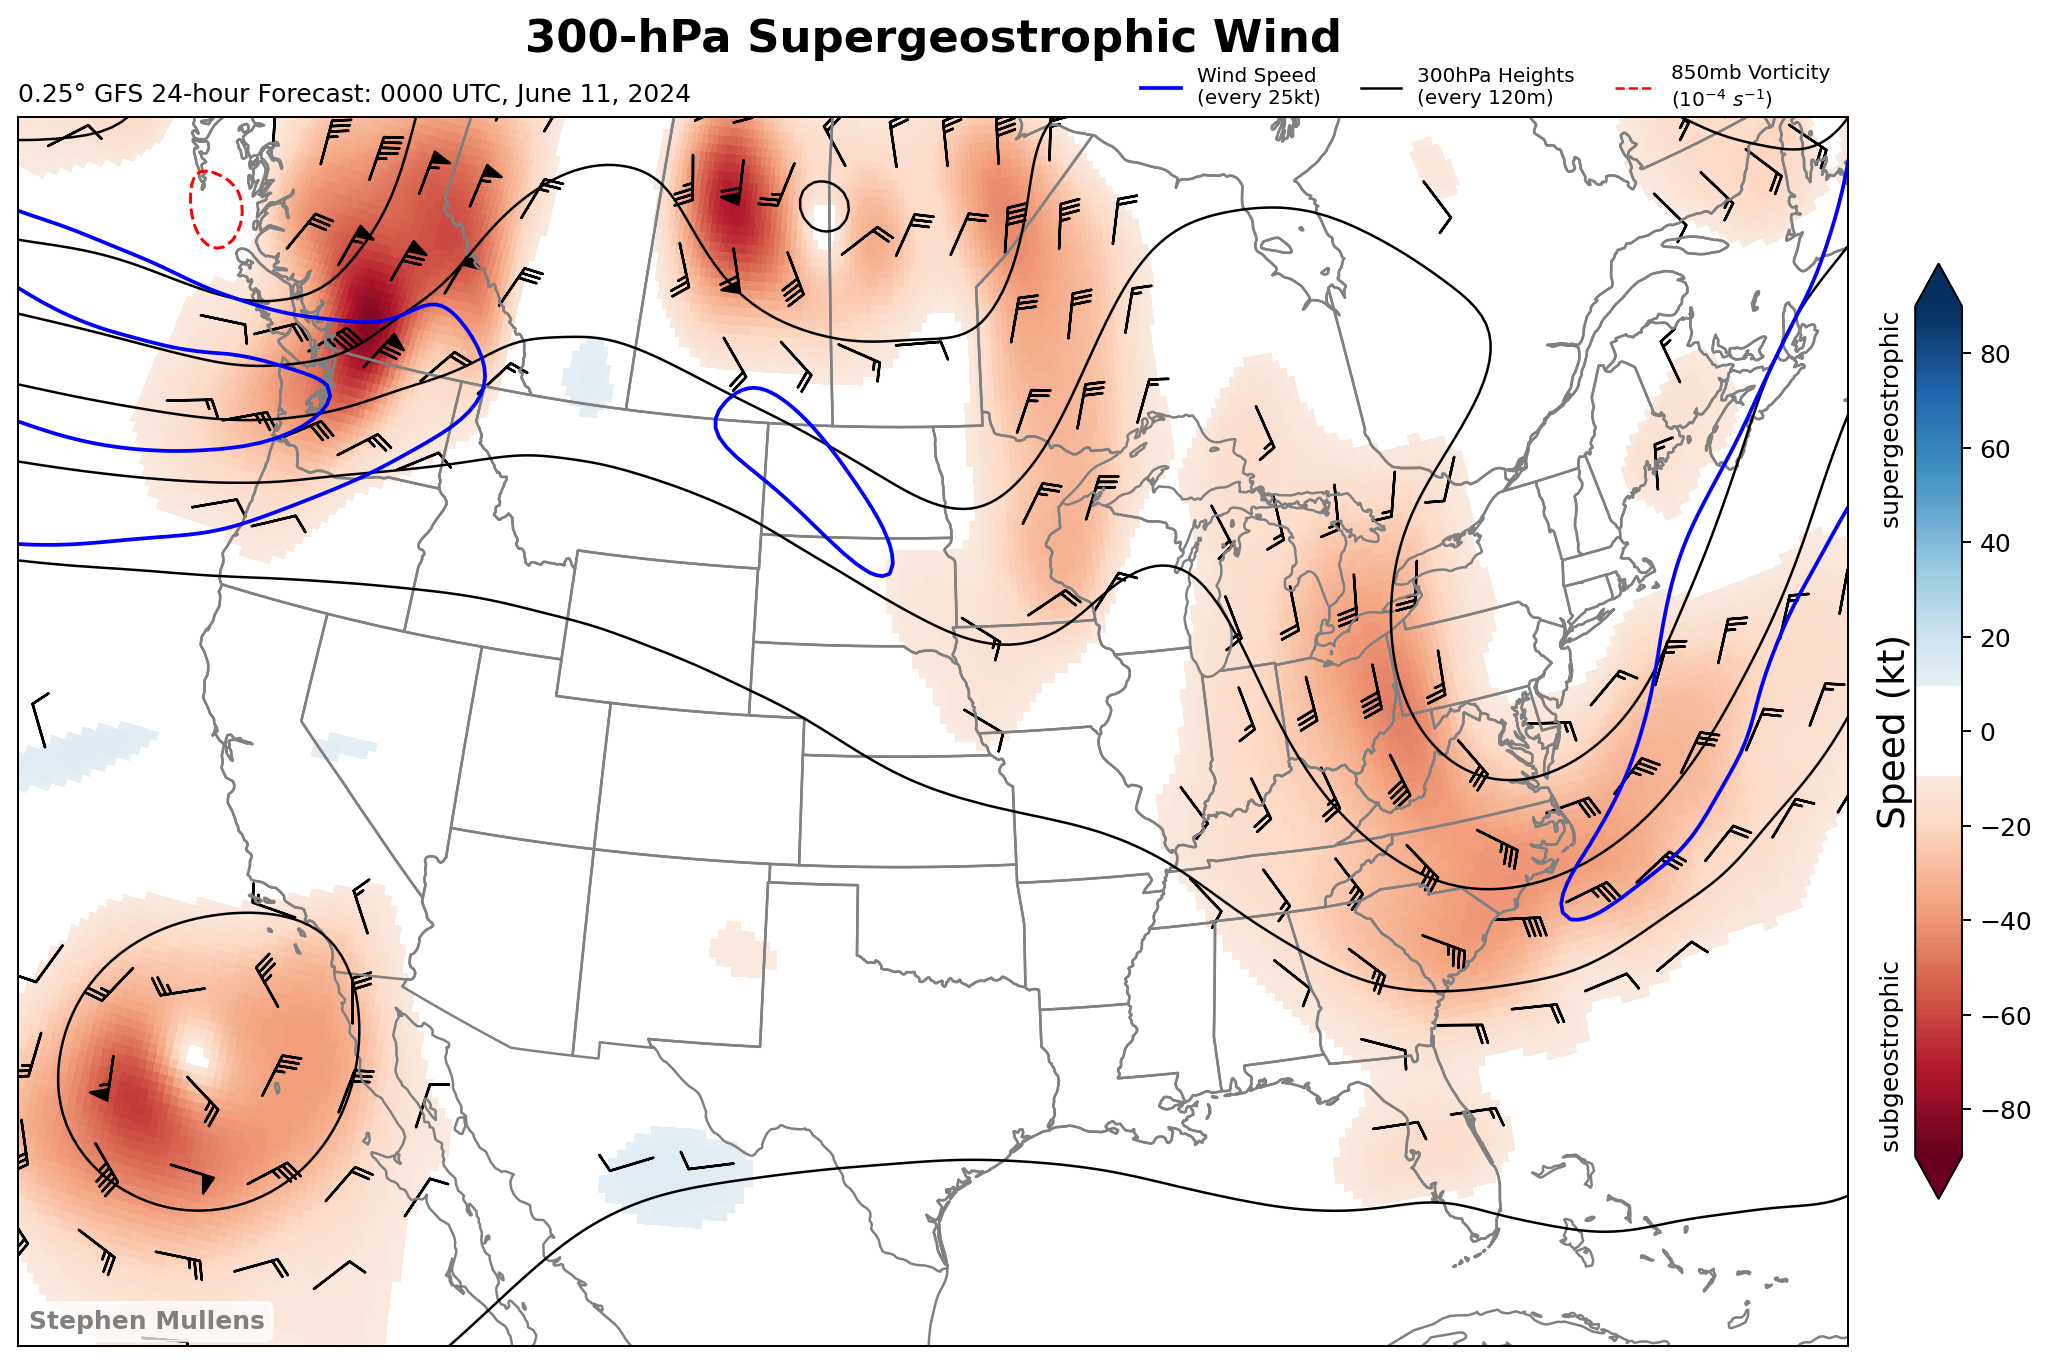 300-hPa Supergeostrophic Wind
0.25° GFS 24-hour Forecast: 0000 UTC, June 11, 2024
Wind Speed
(every 25kt)
300hPa Heights
(every 120m)
850mb Vorticity
(10⁻⁴ s⁻¹)
supergeostrophic
Speed (kt)
subgeostrophic
80
60
40
20
0
−20
−40
−60
−80
Stephen Mullens